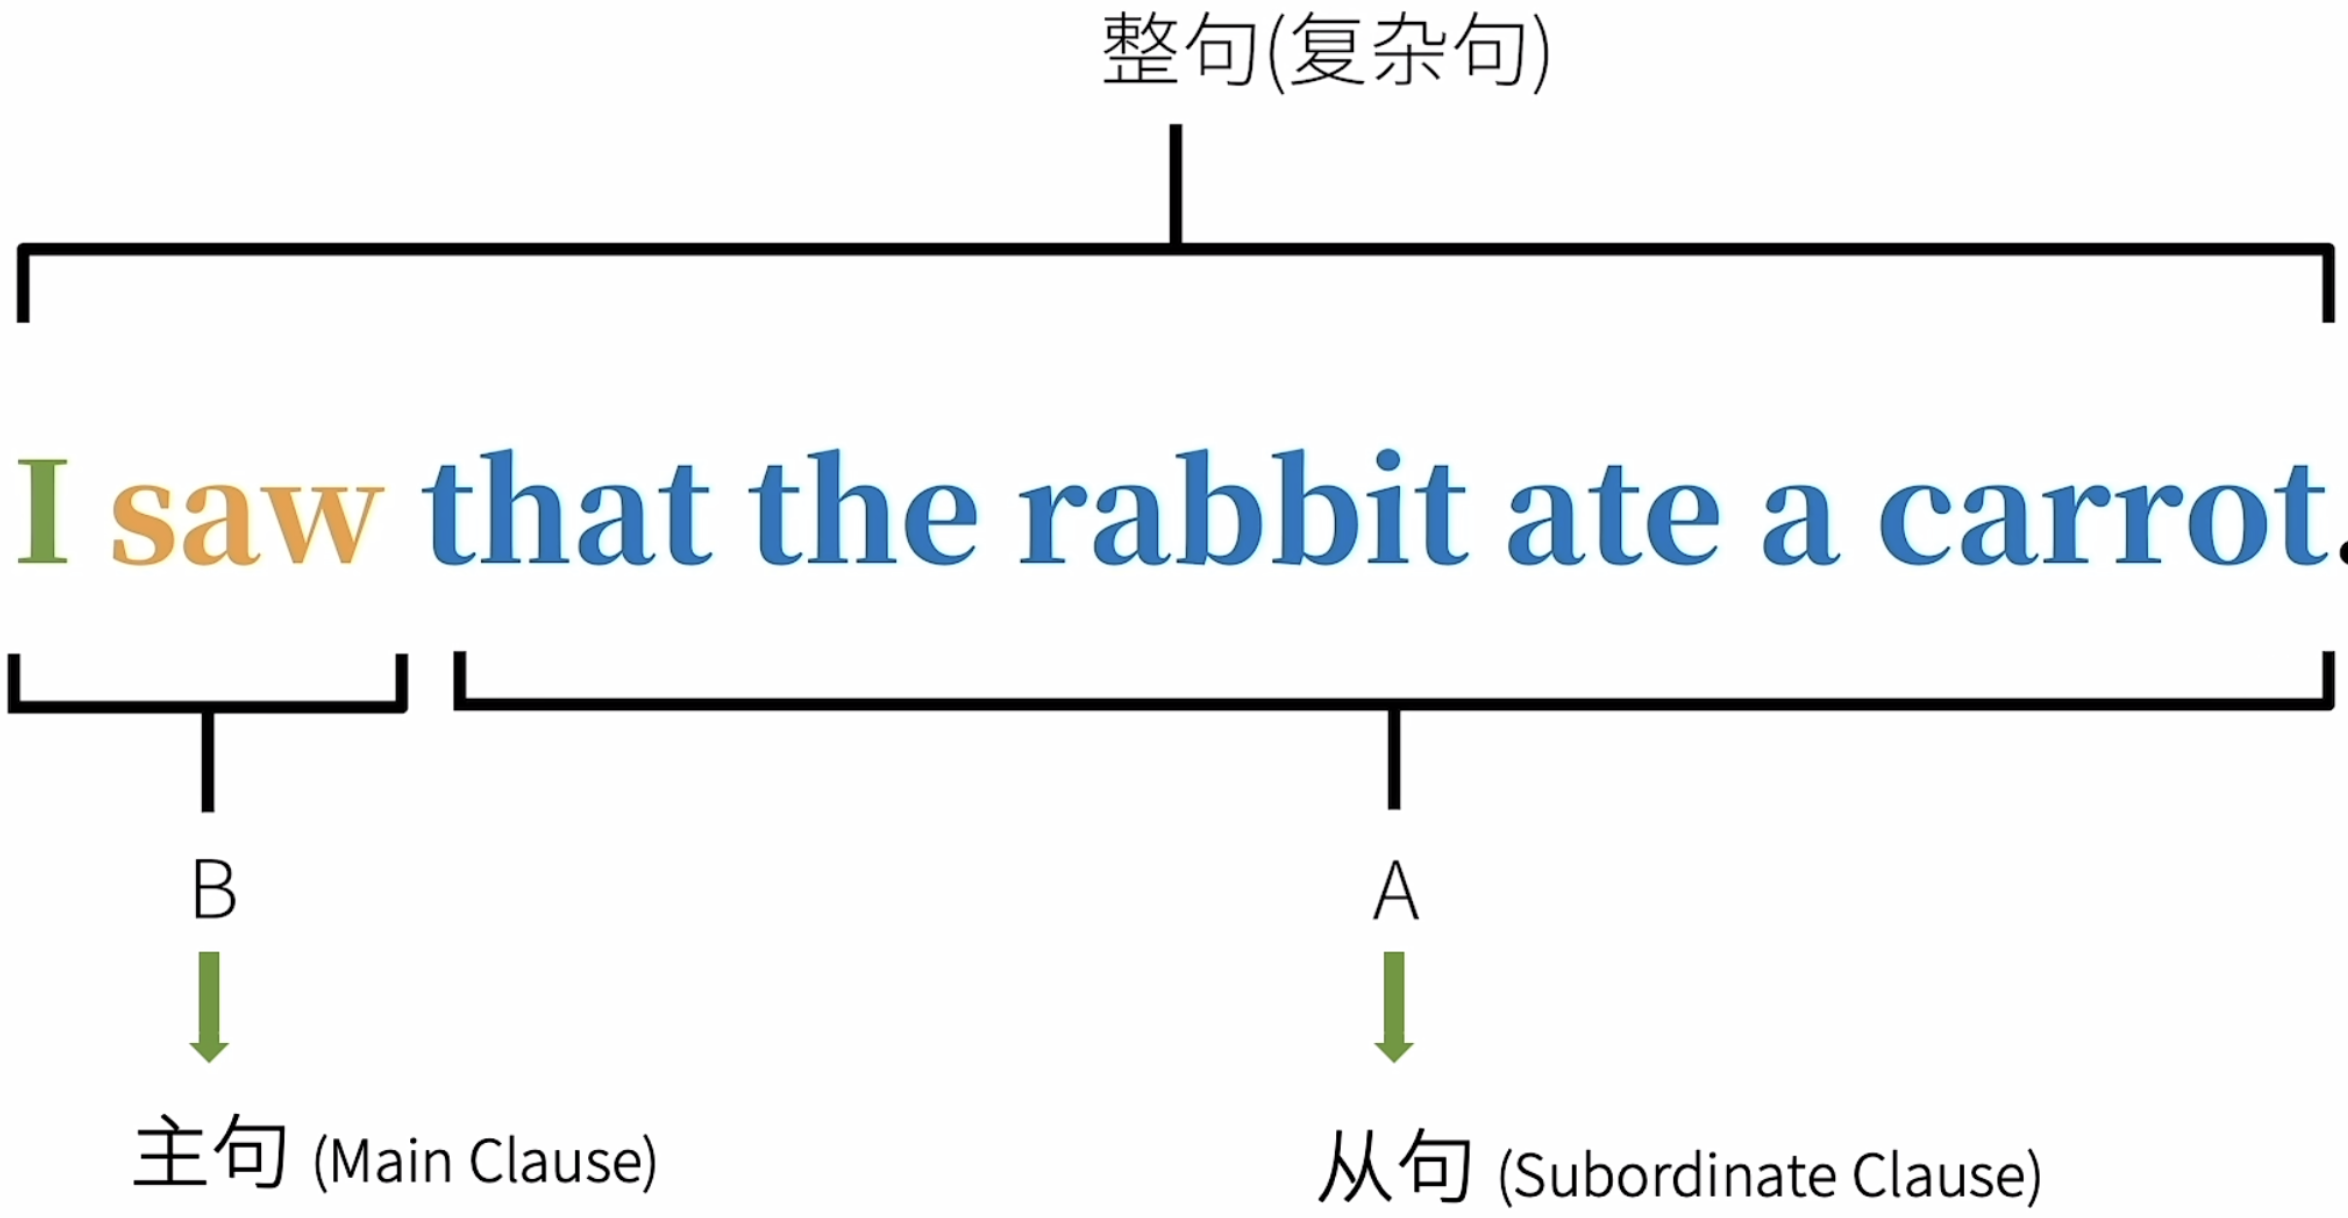 整句(复杂句)
I saw that the rabbit ate a carrot.
B A
主句 (Main Clause) 从句 (Subordinate Clause)